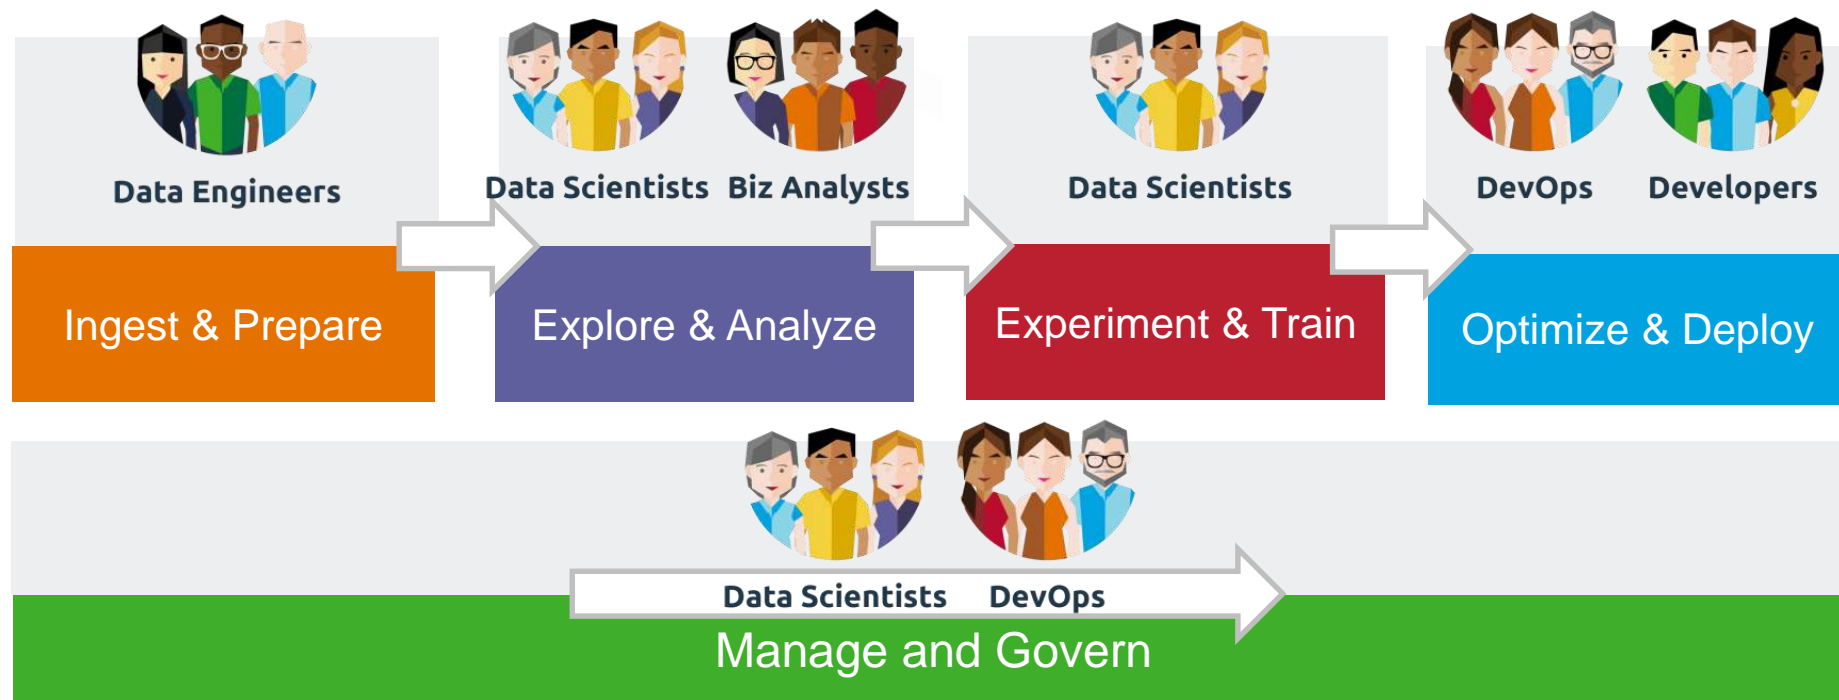 Data Engineers
Data Scientists
Biz Analysts
Data Scientists
DevOps
Developers
Ingest & Prepare
Explore & Analyze
Experiment & Train
Optimize & Deploy
Data Scientists
DevOps
Manage and Govern